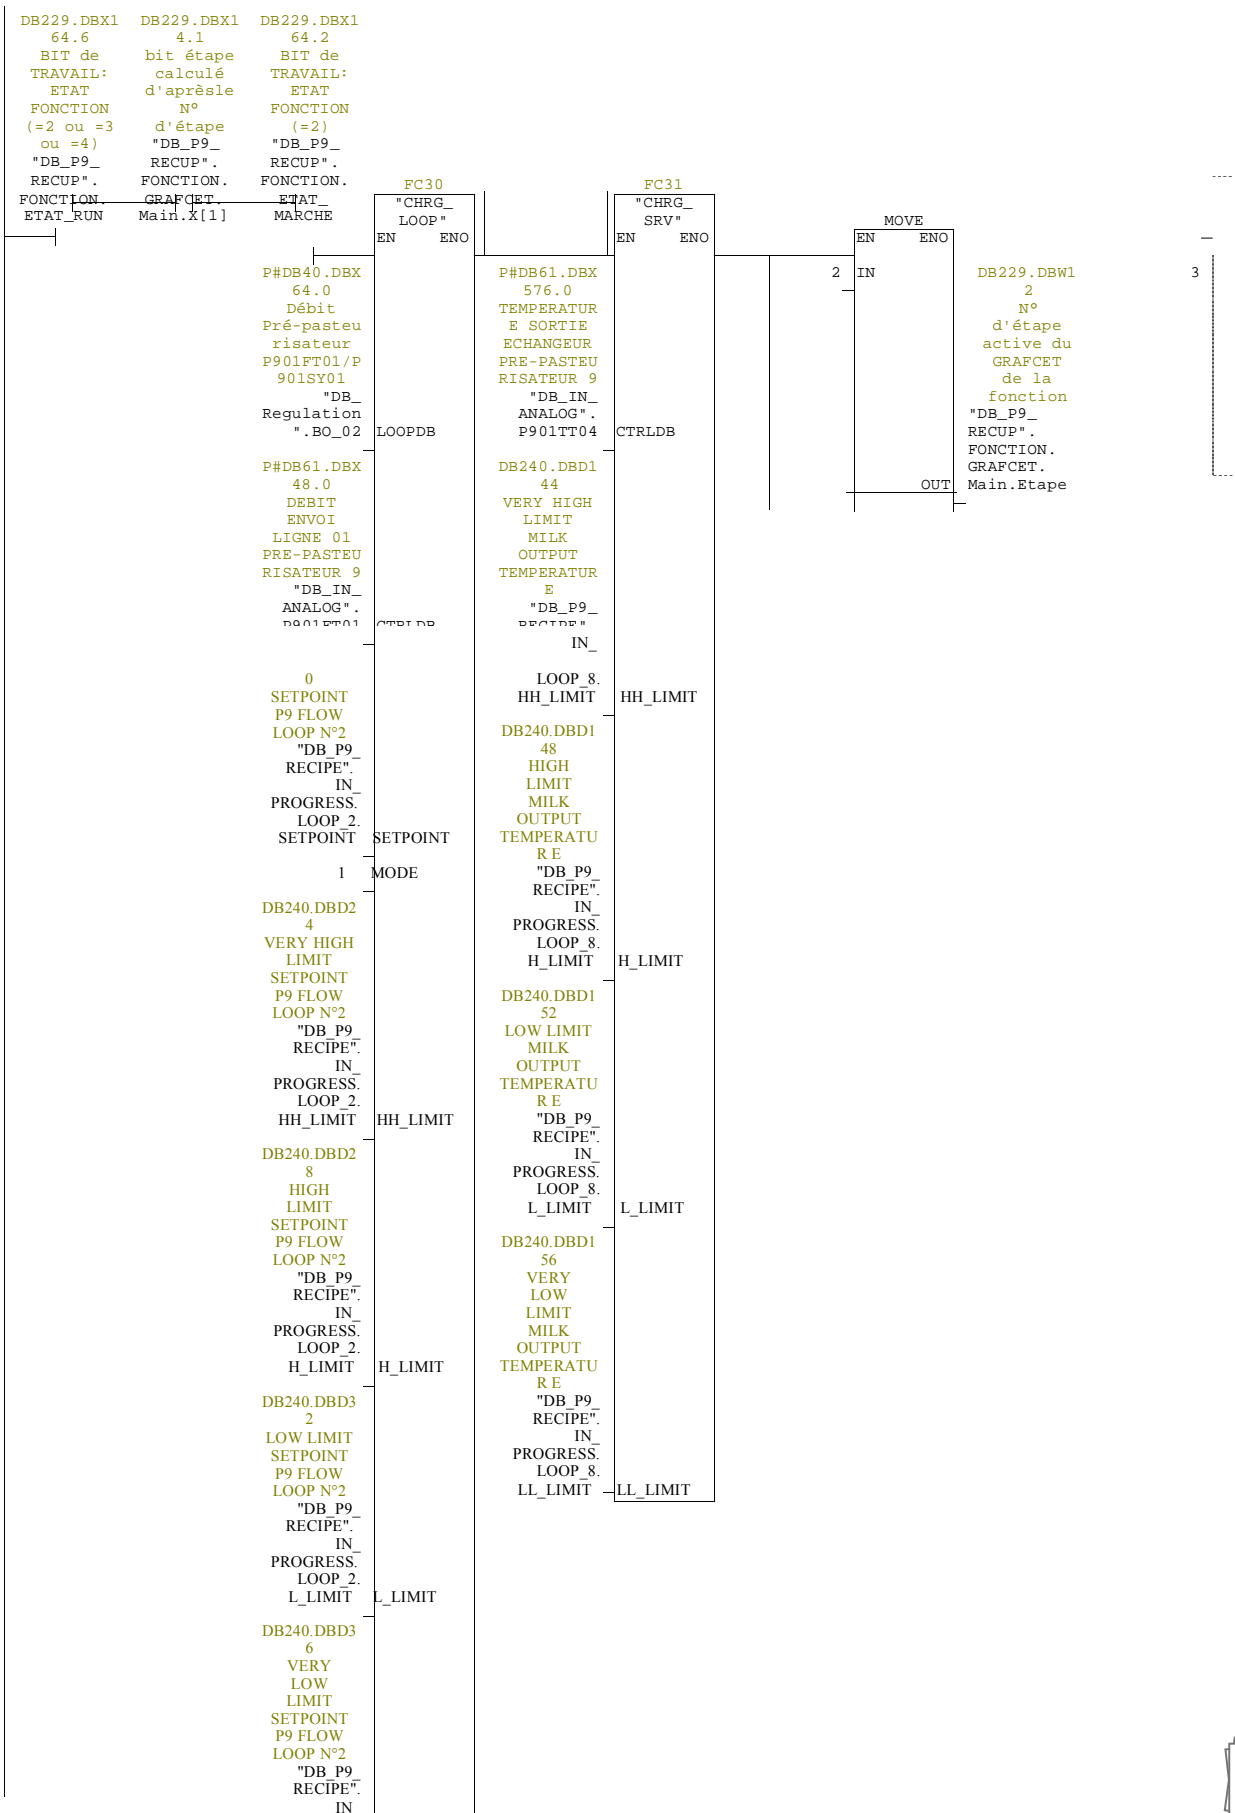 DB229.DBX1
64.6
BIT de
TRAVAIL:
ETAT
FONCTION
(=2 ou =3
ou =4)
"DB_P9_
RECUP".
FONCTION.
ETAT_RUN
DB229.DBX1
4.1
bit étape
calculé
d'aprèsle
N°
d'étape
"DB_P9_
RECUP".
FONCTION.
GRAFCET.
Main.X[1]
DB229.DBX1
64.2
BIT de
TRAVAIL:
ETAT
FONCTION
(=2)
"DB_P9_
RECUP".
FONCTION.
ETAT_
MARCHE
FC30
"CHRG_
LOOP"
EN ENO
P#DB40.DBX
64.0
Débit
Pré-pasteu
risateur
P901FT01/P
901SY01
"DB_
Regulation
".BO_02 LOOPDB
P#DB61.DBX
48.0
DEBIT
ENVOI
LIGNE 01
PRE-PASTEU
RISATEUR 9
"DB_IN_
ANALOG".
P901FT01 CTRLDB
0
SETPOINT
P9 FLOW
LOOP N°2
"DB_P9_
RECIPE".
IN_
PROGRESS.
LOOP_2.
SETPOINT SETPOINT
1 MODE
DB240.DBD2
4
VERY HIGH
LIMIT
SETPOINT
P9 FLOW
LOOP N°2
"DB_P9_
RECIPE".
IN_
PROGRESS.
LOOP_2.
HH_LIMIT HH_LIMIT
DB240.DBD2
8
HIGH
LIMIT
SETPOINT
P9 FLOW
LOOP N°2
"DB_P9_
RECIPE".
IN_
PROGRESS.
LOOP_2.
H_LIMIT H_LIMIT
DB240.DBD3
2
LOW LIMIT
SETPOINT
P9 FLOW
LOOP N°2
"DB_P9_
RECIPE".
IN_
PROGRESS.
LOOP_2.
L_LIMIT L_LIMIT
DB240.DBD3
6
VERY
LOW
LIMIT
SETPOINT
P9 FLOW
LOOP N°2
"DB_P9_
RECIPE".
IN
FC31
"CHRG_
SRV"
EN ENO
P#DB61.DBX
576.0
TEMPERATUR
E SORTIE
ECHANGEUR
PRE-PASTEU
RISATEUR 9
"DB_IN_
ANALOG".
P901TT04 CTRLDB
DB240.DBD1
44
VERY HIGH
LIMIT
MILK
OUTPUT
TEMPERATUR
E
"DB_P9_
RECIPE".
IN_
LOOP_8.
HH_LIMIT HH_LIMIT
DB240.DBD1
48
HIGH
LIMIT
MILK
OUTPUT
TEMPERATU
R E
"DB_P9_
RECIPE".
IN_
PROGRESS.
LOOP_8.
H_LIMIT H_LIMIT
DB240.DBD1
52
LOW LIMIT
MILK
OUTPUT
TEMPERATU
R E
"DB_P9_
RECIPE".
IN_
PROGRESS.
LOOP_8.
L_LIMIT L_LIMIT
DB240.DBD1
56
VERY
LOW
LIMIT
MILK
OUTPUT
TEMPERATU
R E
"DB_P9_
RECIPE".
IN_
PROGRESS.
LOOP_8.
LL_LIMIT LL_LIMIT
MOVE
EN ENO
2 IN
DB229.DBW1
2
N°
d'étape
active du
GRAFCET
de la
fonction
"DB_P9_
RECUP".
FONCTION.
GRAFCET.
OUT Main.Etape
3